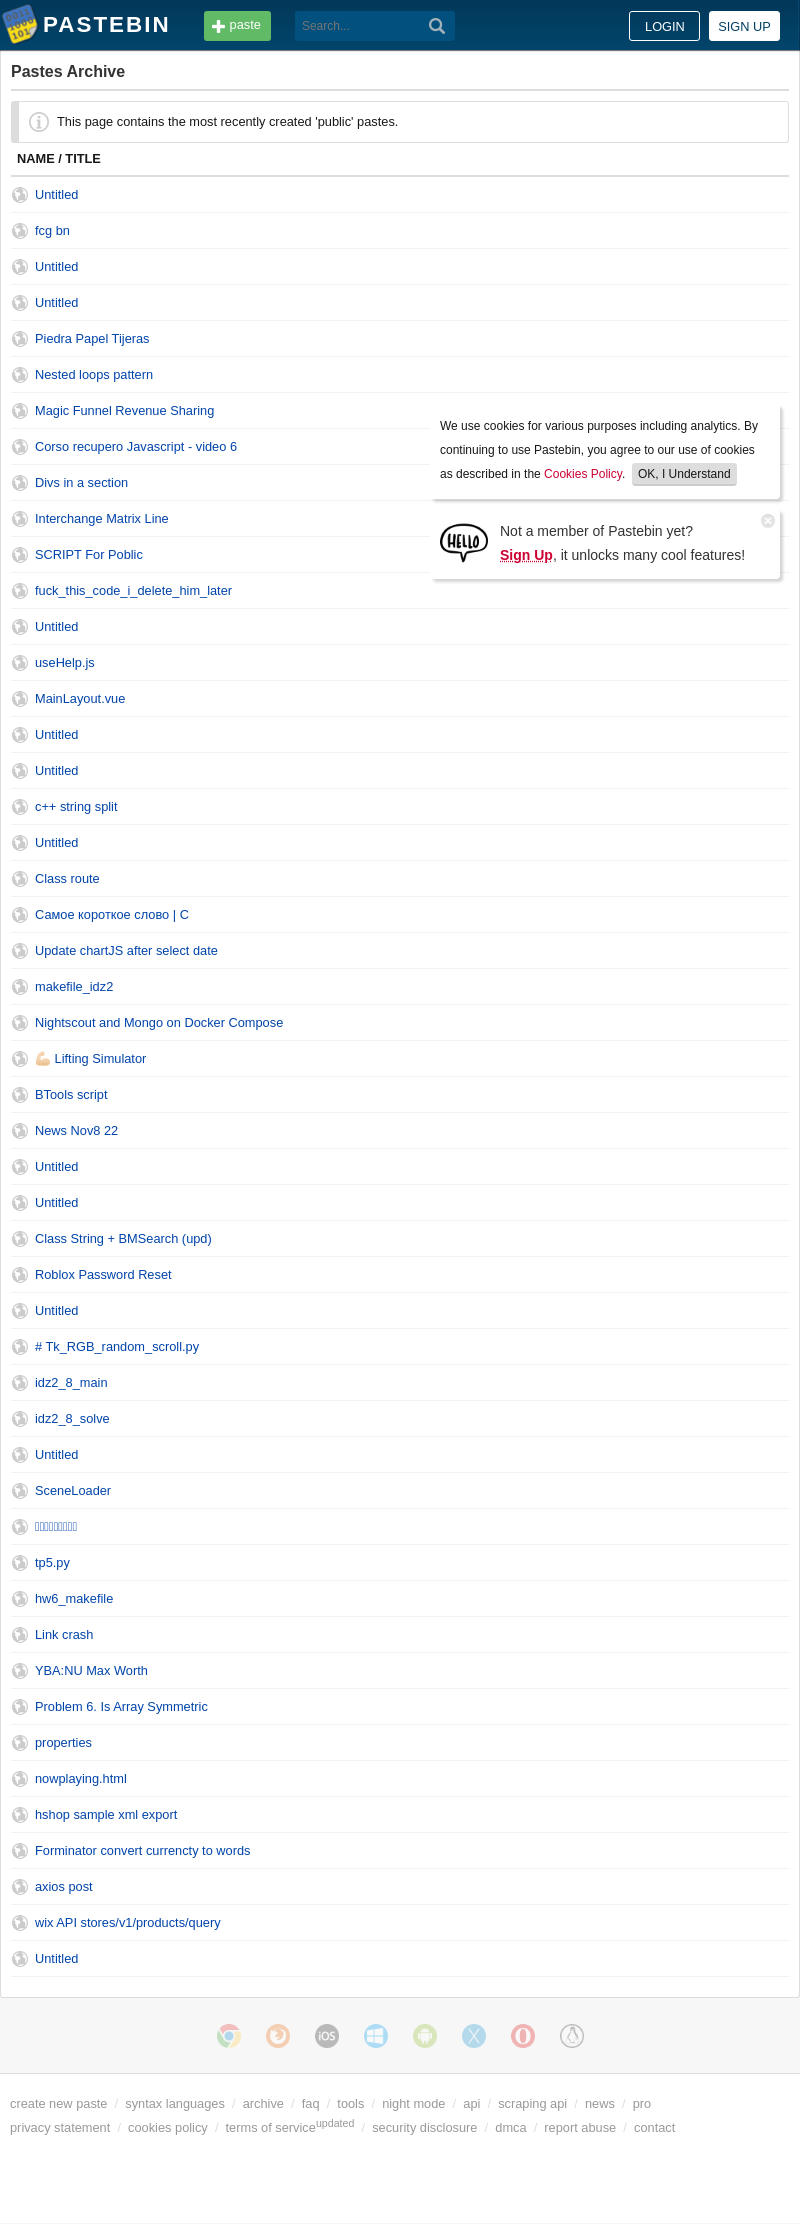 PASTEBIN
paste
Search...
LOGIN
SIGN UP
Pastes Archive
This page contains the most recently created 'public' pastes.
NAME / TITLE
Untitled
fcg bn
Untitled
Untitled
Piedra Papel Tijeras
Nested loops pattern
Magic Funnel Revenue Sharing
Corso recupero Javascript - video 6
Divs in a section
Interchange Matrix Line
SCRIPT For Poblic
fuck_this_code_i_delete_him_later
We use cookies for various purposes including analytics. By
continuing to use Pastebin, you agree to our use of cookies
as described in the Cookies Policy. OK, I Understand
HELLO
Not a member of Pastebin yet?
Sign Up, it unlocks many cool features!
Untitled
useHelp.js
MainLayout.vue
Untitled
Untitled
c++ string split
Untitled
Class route
Самое короткое слово | C
Update chartJS after select date
makefile_idz2
Nightscout and Mongo on Docker Compose
💪🏻 Lifting Simulator
BTools script
News Nov8 22
Untitled
Untitled
Class String + BMSearch (upd)
Roblox Password Reset
Untitled
# Tk_RGB_random_scroll.py
idz2_8_main
idz2_8_solve
Untitled
SceneLoader
tp5.py
hw6_makefile
Link crash
YBA:NU Max Worth
Problem 6. Is Array Symmetric
properties
nowplaying.html
hshop sample xml export
Forminator convert currencty to words
axios post
wix API stores/v1/products/query
Untitled
iOS
create new paste / syntax languages / archive / faq / tools / night mode / api / scraping api / news / pro
privacy statement / cookies policy / terms of serviceupdated / security disclosure / dmca / report abuse / contact